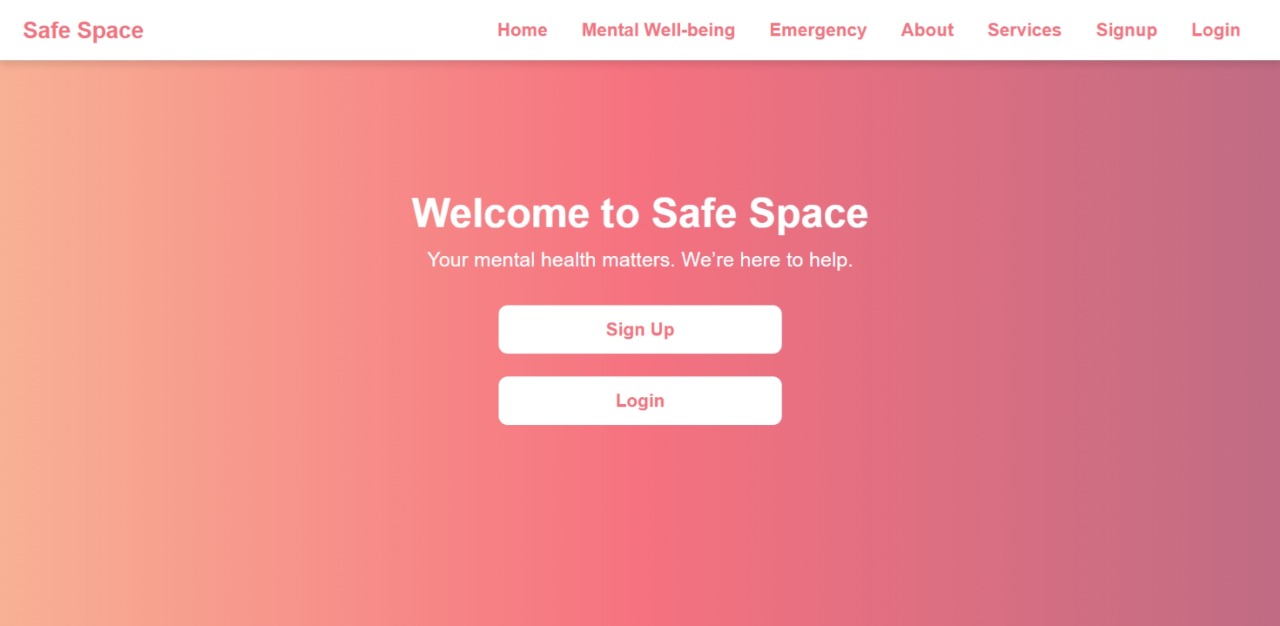 Safe Space
Home Mental Well-being Emergency About Services Signup Login
Welcome to Safe Space
Your mental health matters. We're here to help.
Sign Up
Login